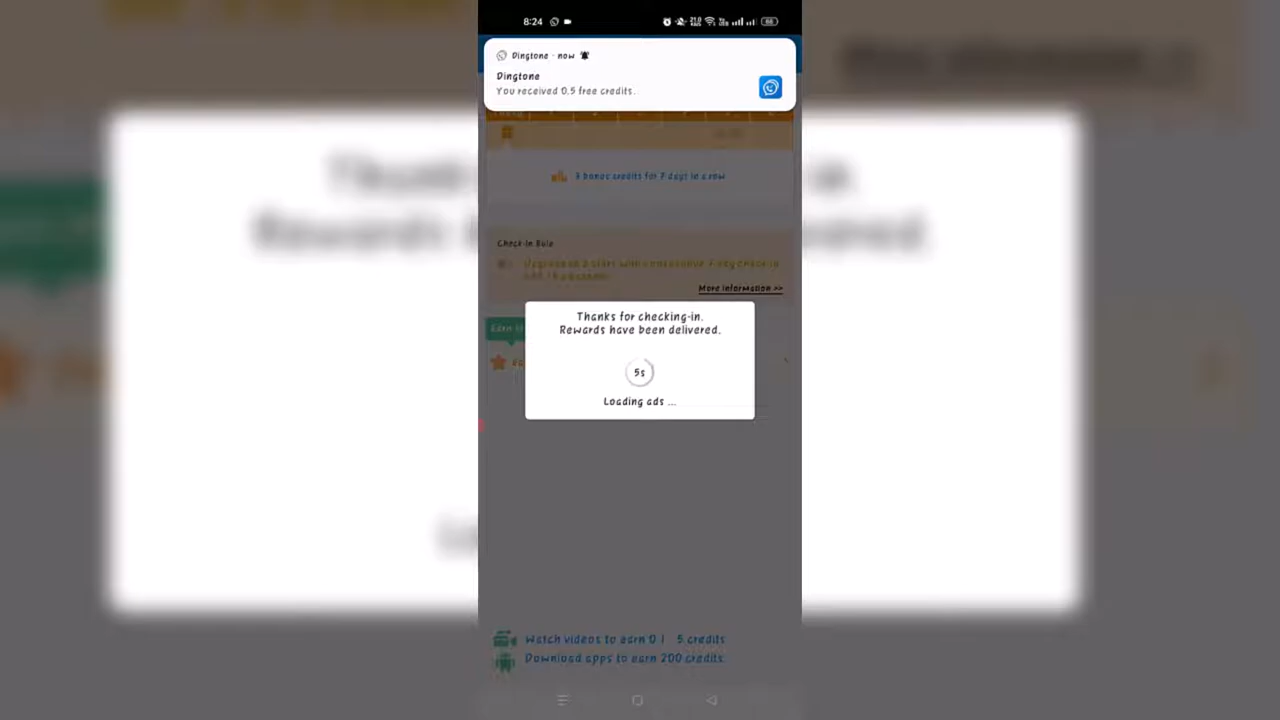 8:24
Dingtone · now
Dingtone
You received 0.5 free credits.
3 bonus credits for 7 days in a row
Check-in Rule
More information >>
Thanks for checking-in.
Rewards have been delivered.
5s
Loading ads ...
Watch videos to earn 0.1 5 credits
Download apps to earn 200 credits